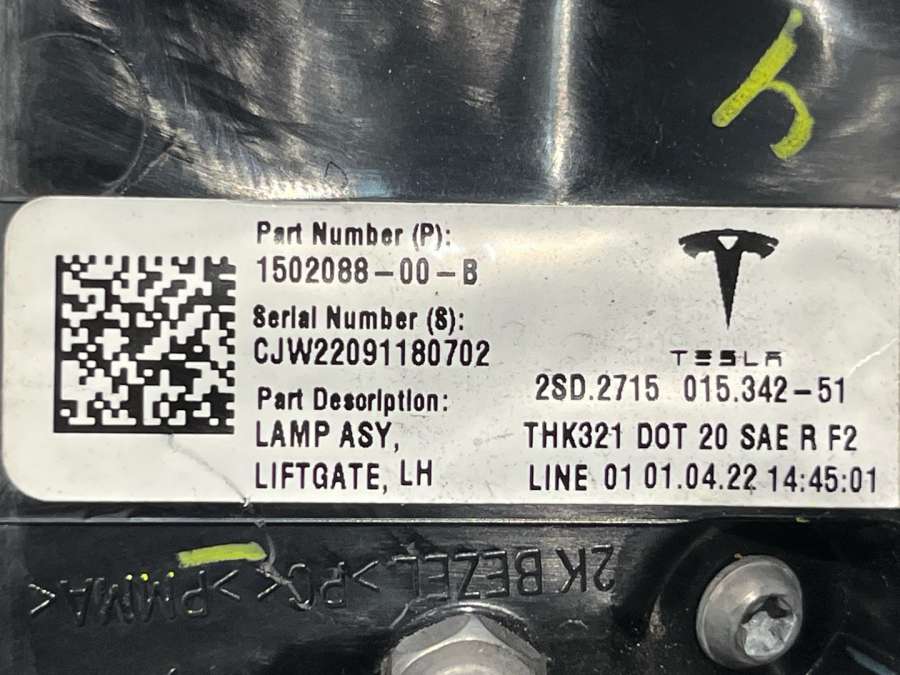 Part Number (P):
1502088-00-B
Serial Number (S):
CJW22091180702
Part Description:
LAMP ASY,
LIFTGATE, LH
TESLA
2SD.2715 015.342-51
THK321 DOT 20 SAE R F2
LINE 01 01.04.22 14:45:01
2K BEZEL >PC< >PMMA<